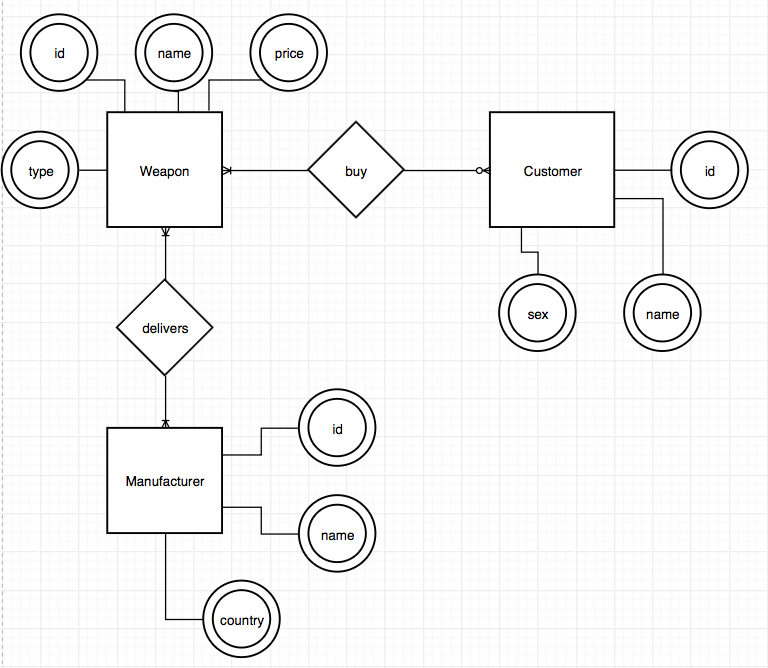 id
name
price
type
Weapon
buy
Customer
id
sex
name
delivers
id
Manufacturer
name
country